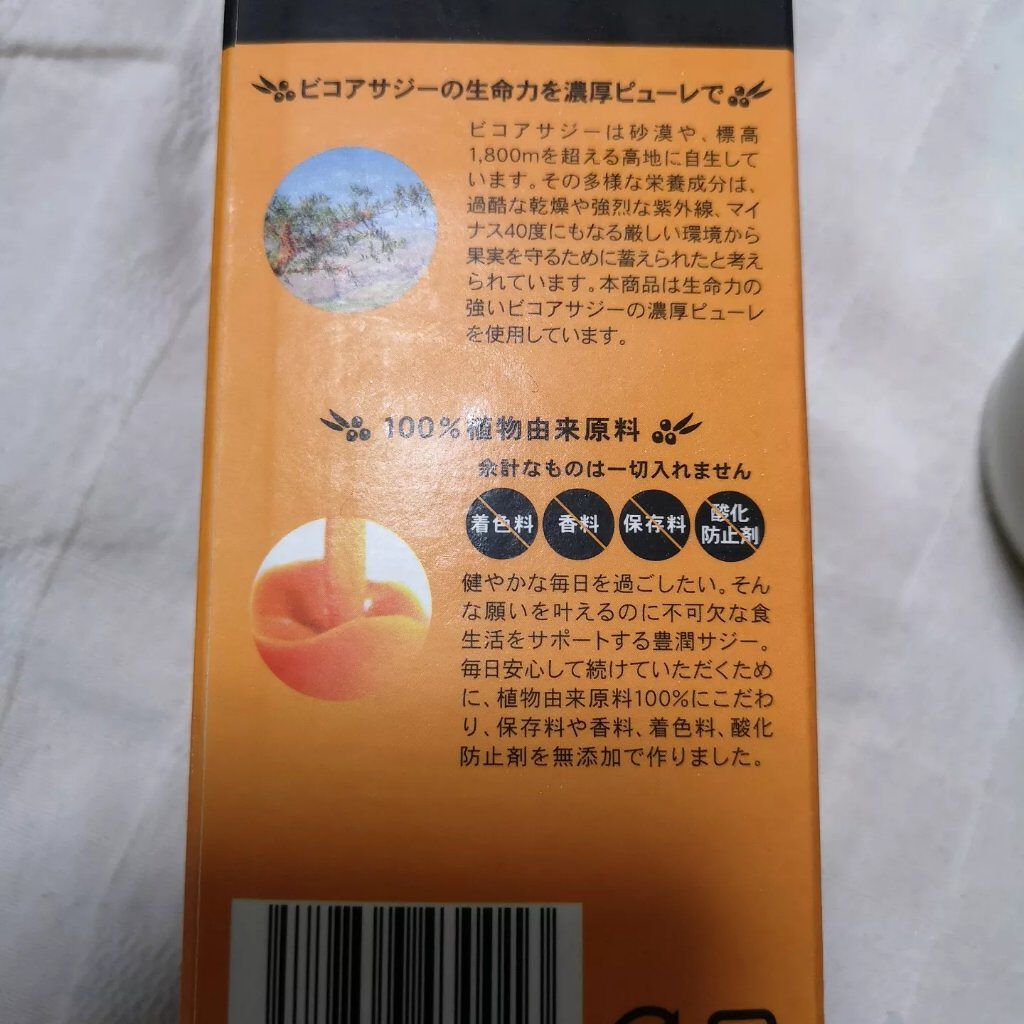 ビコアサジーの生命力を濃厚ピューレで
ビコアサジーは砂漠や、標高
1,800mを超える高地に自生して
います。その多様な栄養成分は、
過酷な乾燥や強烈な紫外線、マイ
ナス40度にもなる厳しい環境から
果実を守るために蓄えられたと考え
られています。本商品は生命力の
強いビコアサジーの濃厚ピューレ
を使用しています。
100%植物由来原料
余計なものは一切入れません
着色料 香料 保存料 酸化
防止剤
健やかな毎日を過ごしたい。そん
な願いを叶えるのに不可欠な食
生活をサポートする豊潤サジー。
毎日安心して続けていただくため
に、植物由来原料100%にこだわ
り、保存料や香料、着色料、酸化
防止剤を無添加で作りました。